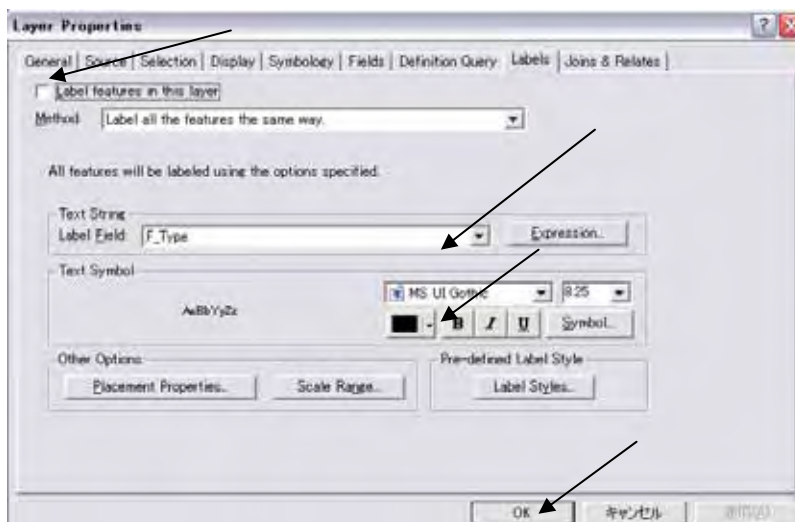 Layer Properties
General Source Selection Display Symbology Fields Definition Query Labels Joins & Relates
Label features in this layer
Method: Label all the features the same way.
All features will be labeled using the options specified.
Text String
Label Field: F_Type Expression...
Text Symbol
AaBbYyZz
MS UI Gothic 8.25
B I U Symbol...
Other Options
Placement Properties... Scale Range...
Pre-defined Label Style
Label Styles...
OK キャンセル